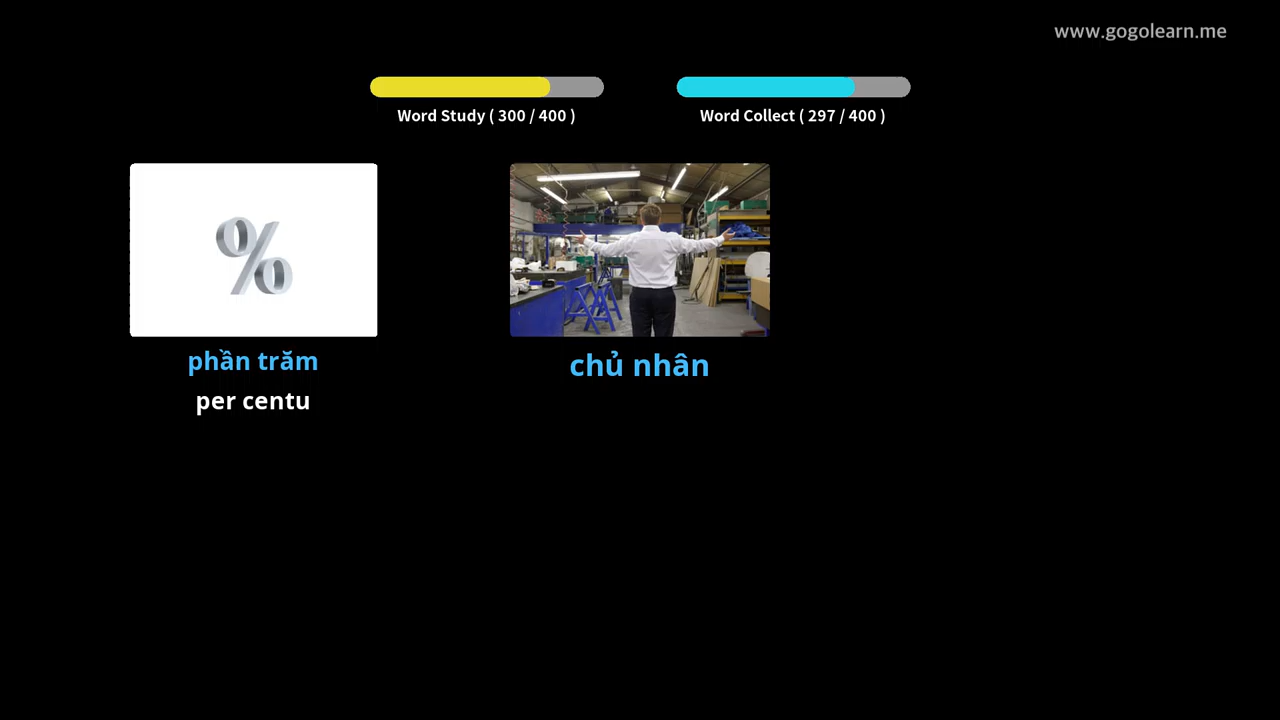 www.gogolearn.me
Word Study ( 300 / 400 )
Word Collect ( 297 / 400 )
%
phần trăm
per centu
chủ nhân